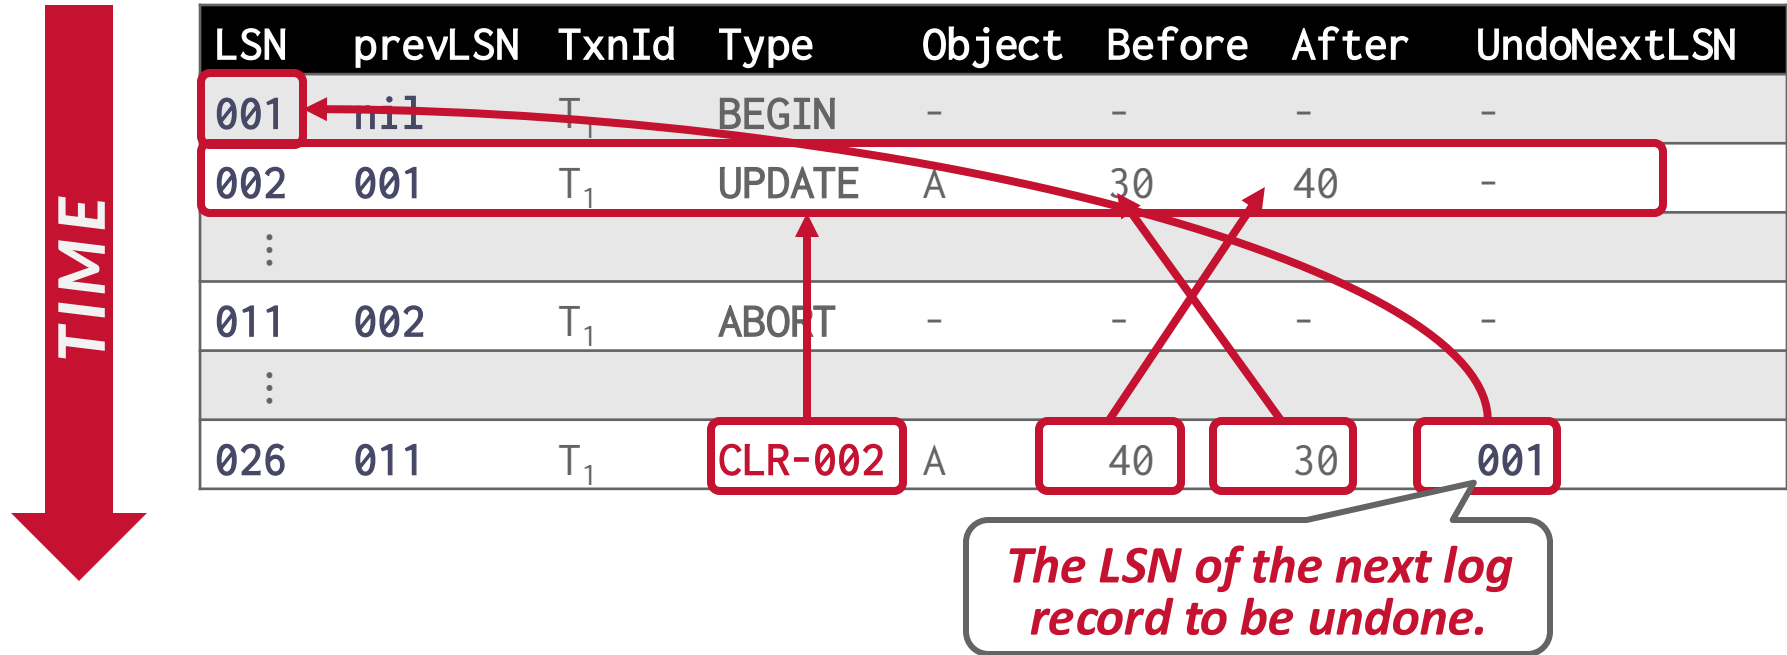 TIME
LSN prevLSN TxnId Type Object Before After UndoNextLSN
001 nil T1 BEGIN - - - -
002 001 T1 UPDATE A 30 40 -
⋮
011 002 T1 ABORT - - - -
⋮
026 011 T1 CLR-002 A 40 30 001
The LSN of the next log
record to be undone.